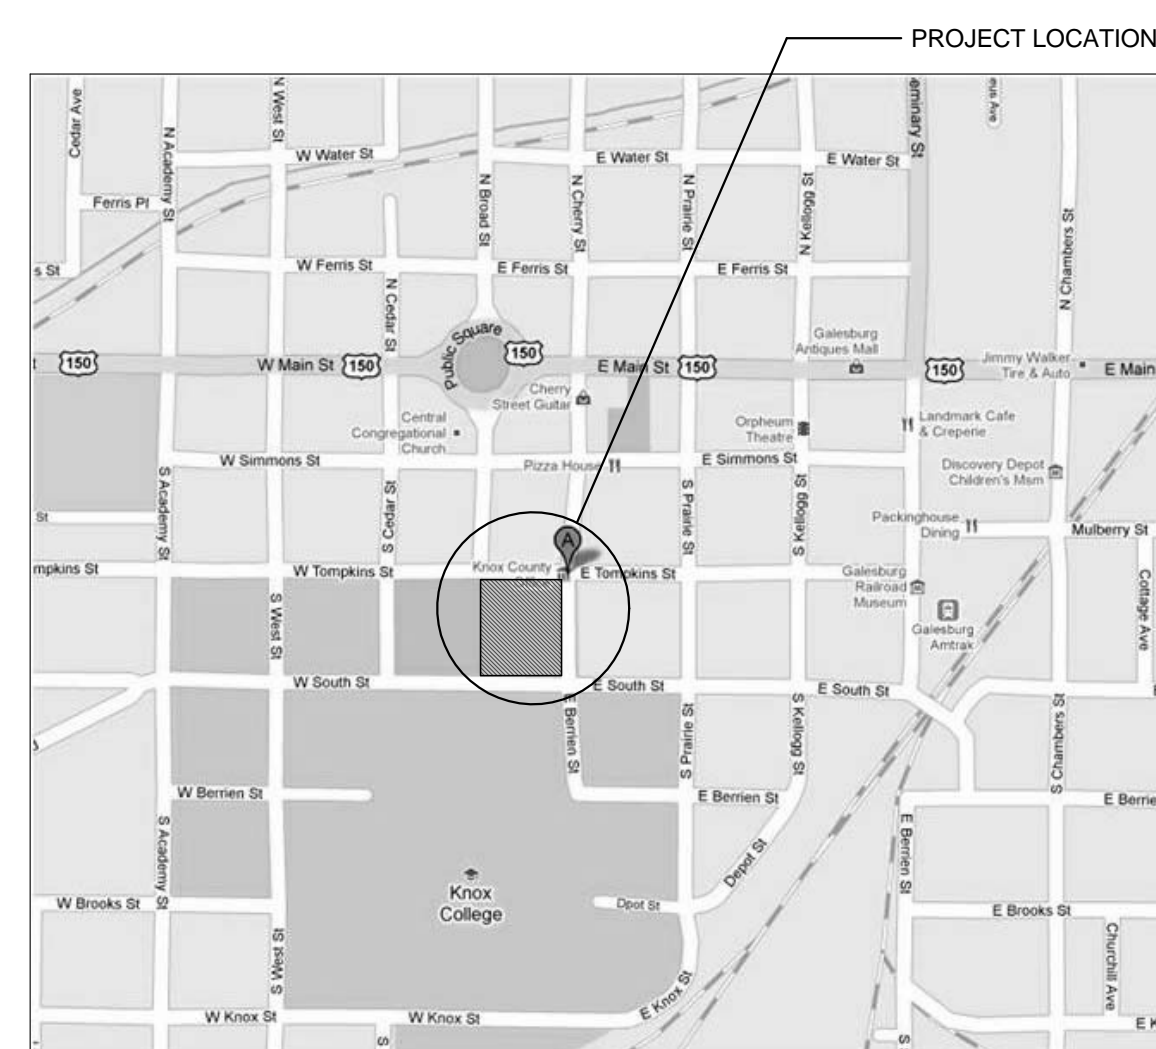 PROJECT LOCATION
Cedar Ave
N Academy St
N West St
W Water St
E Water St
E Water St
Ferris Pl
N Broad St
N Cherry St
N Prairie St
N Kellogg St
N Chambers St
s St
W Ferris St
E Ferris St
E Ferris St
N Cedar St
Public Square
Galesburg
Antiques Mall
150
W Main St
150
150
E Main St
150
150
Jimmy Walker
Tire & Auto
E Main
Cherry
Street Guitar
Central
Congregational
Church
Orpheum
Theatre
Landmark Cafe
& Creperie
W Simmons St
Pizza House
E Simmons St
Discovery Depot
Children's Msm
S Academy St
S Cedar St
S Prairie St
S Kellogg St
St
Packinghouse
Dining
Mulberry St
A
mpkins St
W Tompkins St
Knox County
E Tompkins St
Galesburg
Railroad
Museum
Cottage Ave
S West St
Galesburg
Amtrak
W South St
E South St
E South St
E Berrien St
S Prairie St
S Kellogg St
S Chambers St
W Berrien St
E Berrien St
E Berrie
S Academy St
E Berrien St
Depot St
Knox
College
W Brooks St
Dpot St
E Brooks St
S West St
Churchill Ave
E Knox St
W Knox St
W Knox St
E K
S
S